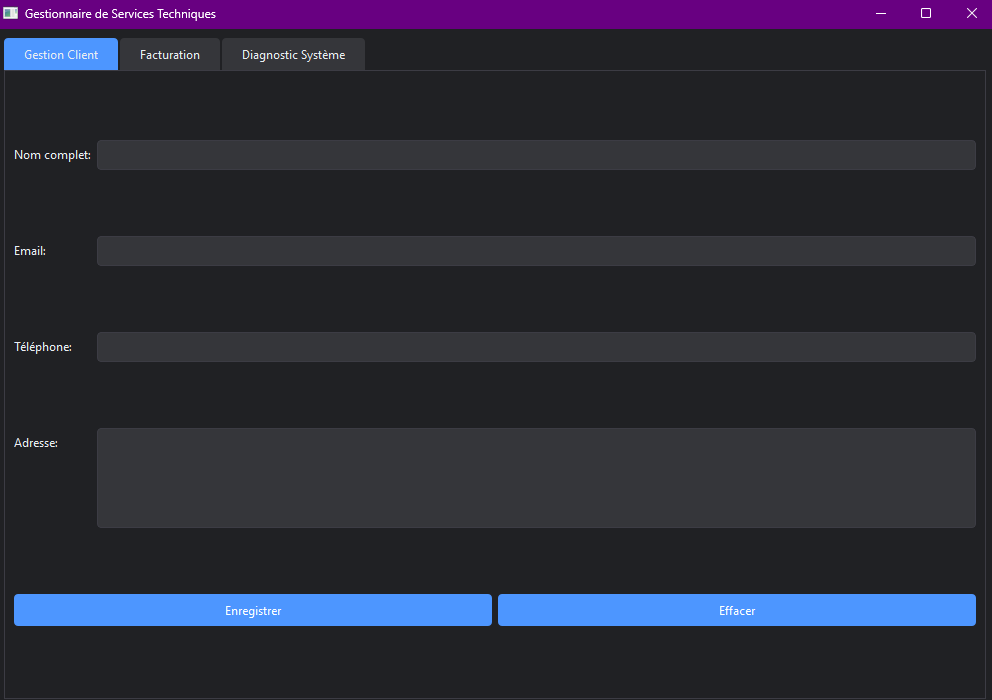 Gestionnaire de Services Techniques
Gestion Client Facturation Diagnostic Système
Nom complet:
Email:
Téléphone:
Adresse:
Enregistrer Effacer